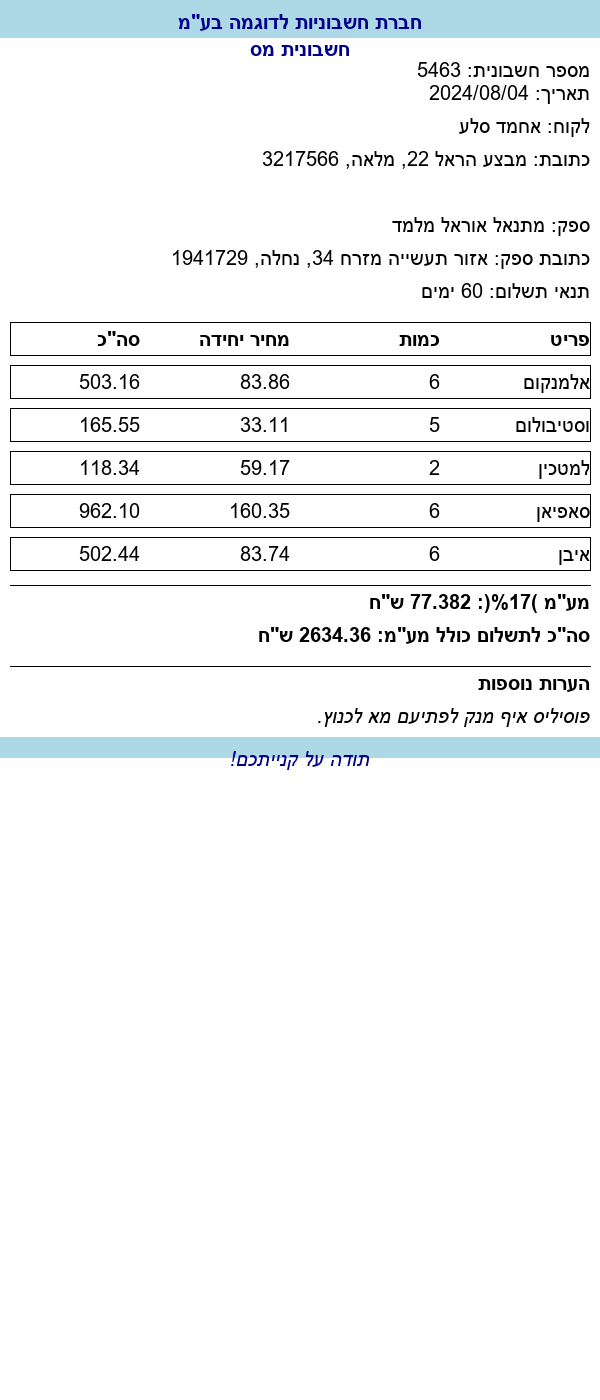 חברת חשבוניות לדוגמה בע"מ
חשבונית מס
מספר חשבונית: 5463
תאריך: 2024/08/04
לקוח: אחמד סלע
כתובת: מבצע הראל 22, מלאה, 3217566
ספק: מתנאל אוראל מלמד
כתובת ספק: אזור תעשייה מזרח 34, נחלה, 1941729
תנאי תשלום: 60 ימים
פריט כמות מחיר יחידה סה"כ
אלמנקום 6 83.86 503.16
וסטיבולום 5 33.11 165.55
למטכין 2 59.17 118.34
סאפיאן 6 160.35 962.10
איבן 6 83.74 502.44
מע"מ )17%(: 77.382 ש"ח
סה"כ לתשלום כולל מע"מ: 2634.36 ש"ח
הערות נוספות
פוסיליס איף מנק לפתיעם מא לכנוץ.
תודה על קנייתכם!